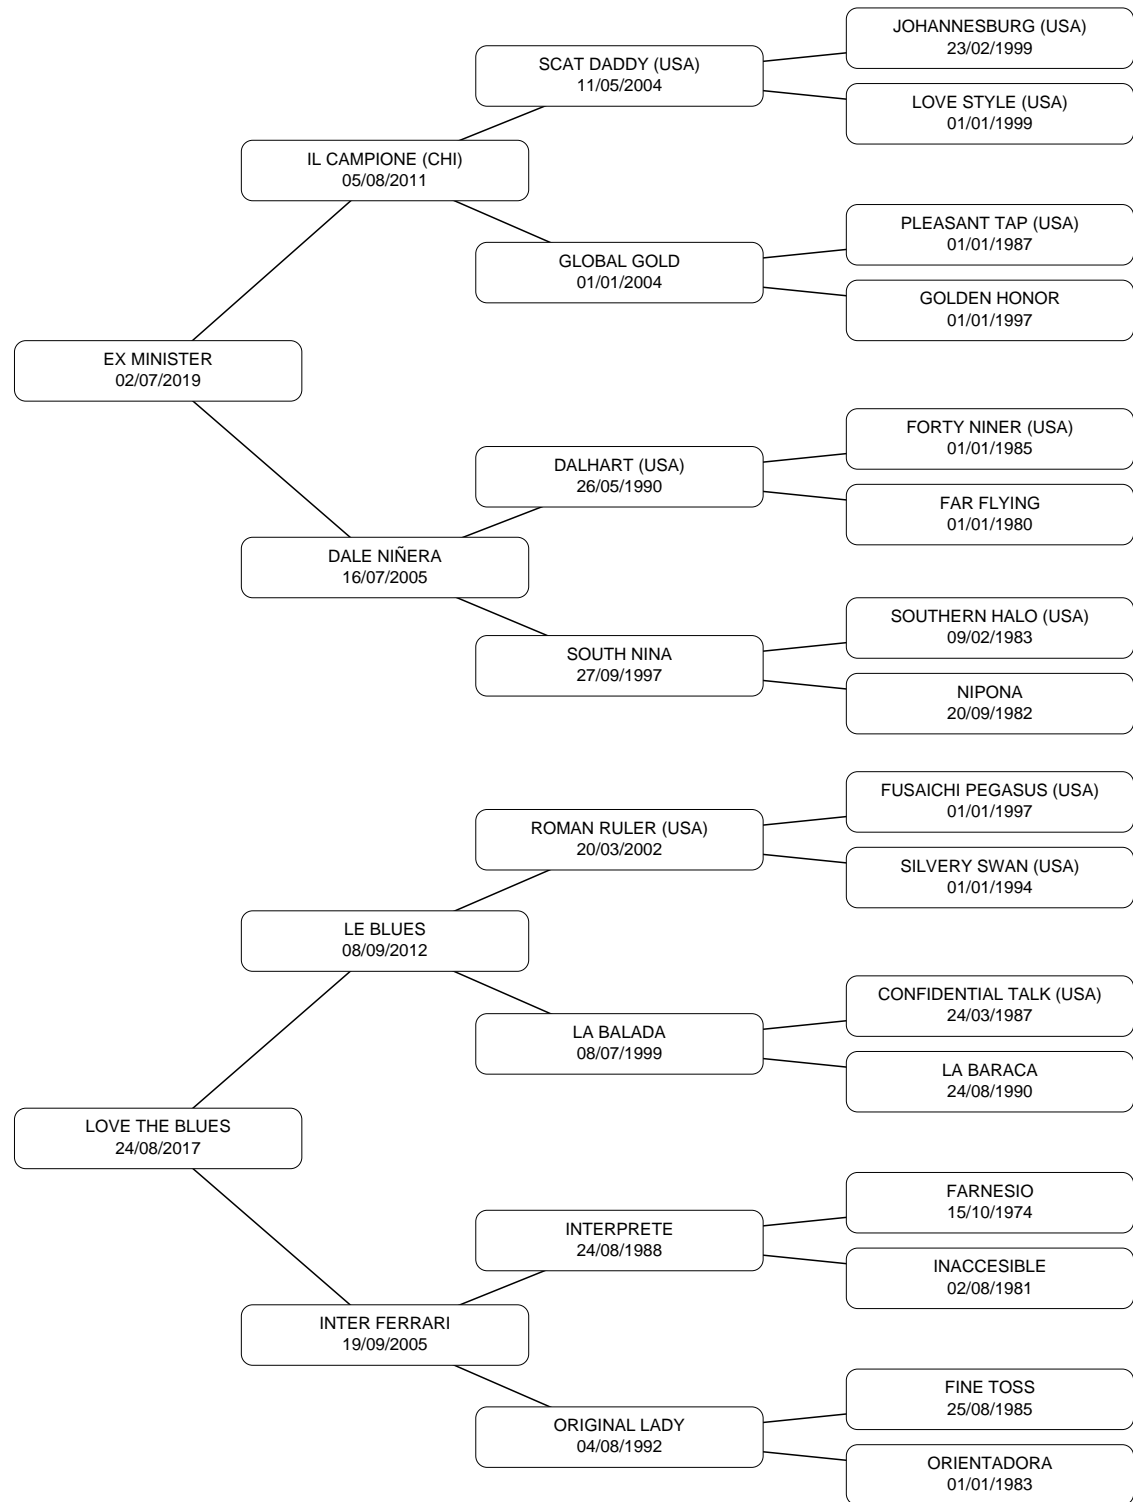 JOHANNESBURG (USA)
23/02/1999
SCAT DADDY (USA)
11/05/2004
LOVE STYLE (USA)
01/01/1999
IL CAMPIONE (CHI)
05/08/2011
PLEASANT TAP (USA)
01/01/1987
GLOBAL GOLD
01/01/2004
GOLDEN HONOR
01/01/1997
EX MINISTER
02/07/2019
FORTY NINER (USA)
01/01/1985
DALHART (USA)
26/05/1990
FAR FLYING
01/01/1980
DALE NIÑERA
16/07/2005
SOUTHERN HALO (USA)
09/02/1983
SOUTH NINA
27/09/1997
NIPONA
20/09/1982
FUSAICHI PEGASUS (USA)
01/01/1997
ROMAN RULER (USA)
20/03/2002
SILVERY SWAN (USA)
01/01/1994
LE BLUES
08/09/2012
CONFIDENTIAL TALK (USA)
24/03/1987
LA BALADA
08/07/1999
LA BARACA
24/08/1990
LOVE THE BLUES
24/08/2017
FARNESIO
15/10/1974
INTERPRETE
24/08/1988
INACCESIBLE
02/08/1981
INTER FERRARI
19/09/2005
FINE TOSS
25/08/1985
ORIGINAL LADY
04/08/1992
ORIENTADORA
01/01/1983